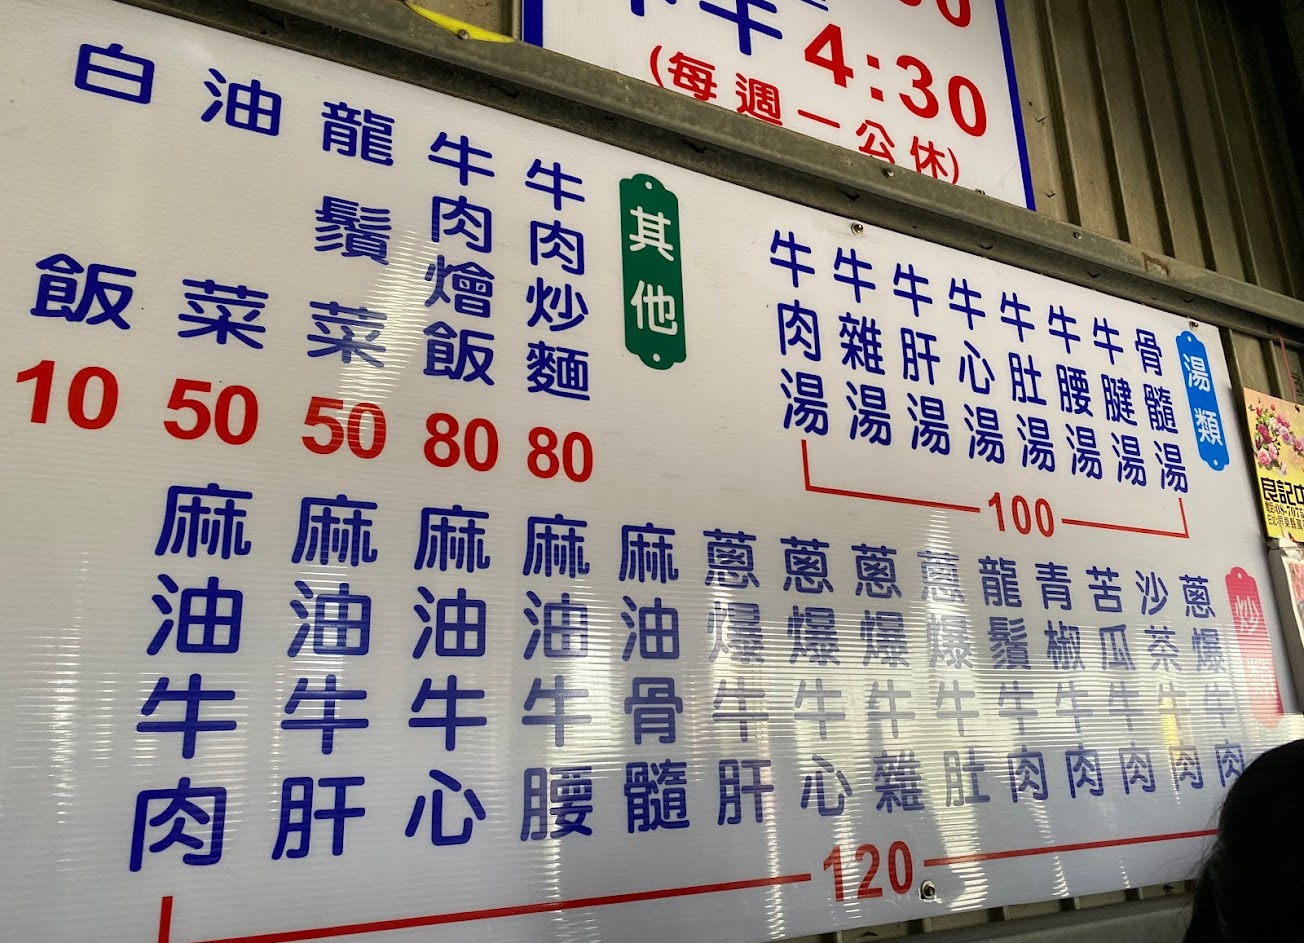 4:30
(每週一公休)
湯類
骨髓湯
牛腱湯
牛腰湯
牛肚湯
牛心湯
牛肝湯
牛雜湯
牛肉湯
100
其他
牛肉炒麵
80
牛肉燴飯
80
龍鬚菜
50
油菜
50
白飯
10
炒類
蔥爆牛肉
沙茶牛肉
苦瓜牛肉
青椒牛肉
龍鬚牛肉
蔥爆牛肚
蔥爆牛雜
蔥爆牛心
蔥爆牛肝
麻油骨髓
麻油牛腰
麻油牛心
麻油牛肝
麻油牛肉
120